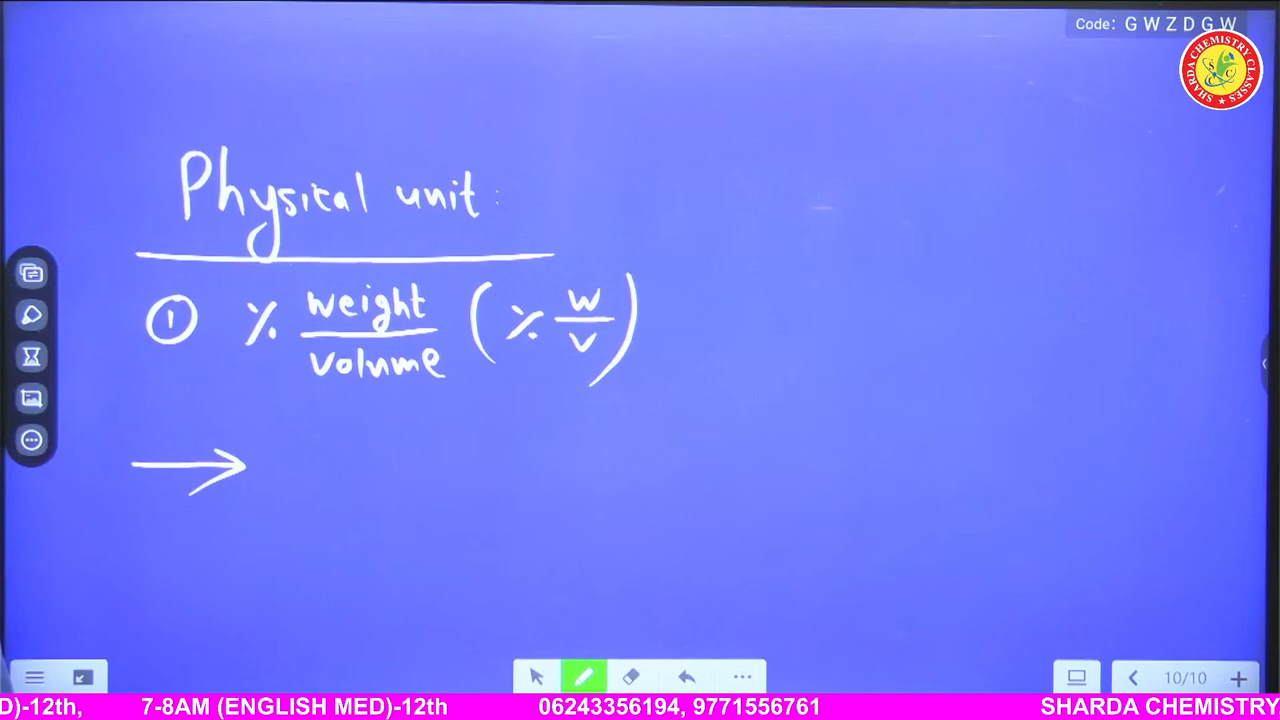 Code: G W Z D G W
SHARDA CHEMISTRY CLASSES
S C C
Physical unit:
① % weight/volume (% w/v)
→
10/10
D)-12th, 7-8AM (ENGLISH MED)-12th 06243356194, 9771556761 SHARDA CHEMISTRY